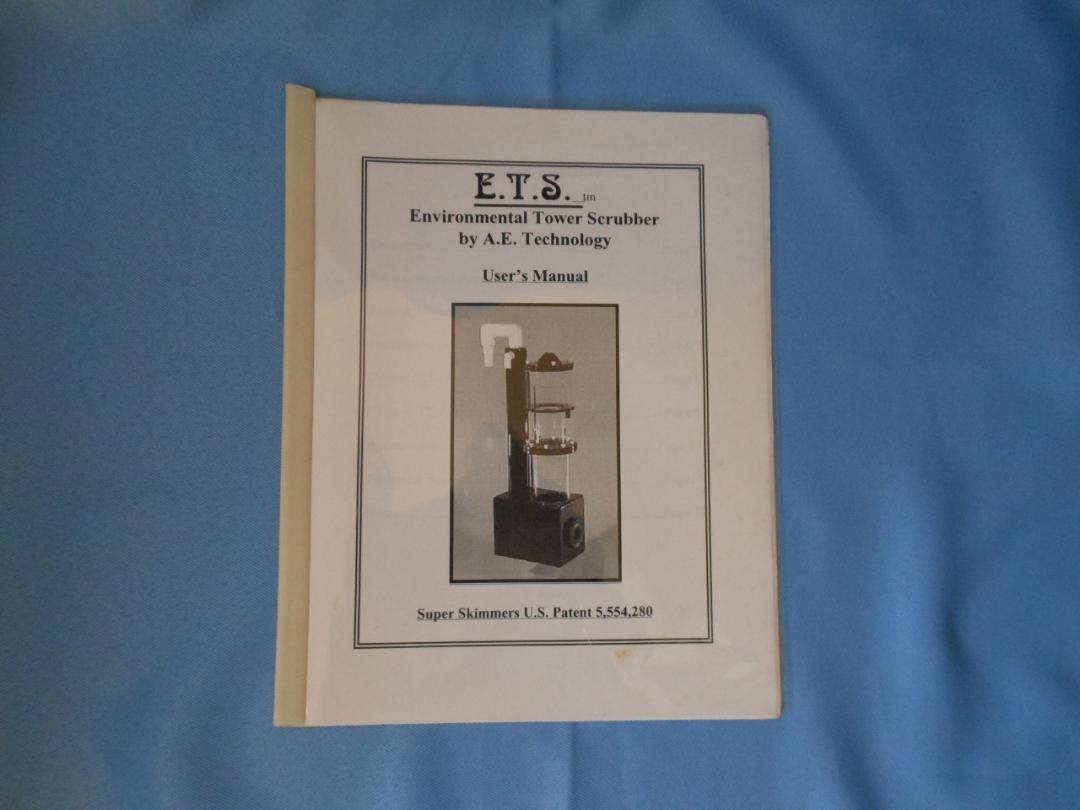 E.T.S. tm
Environmental Tower Scrubber
by A.E. Technology
User's Manual
Super Skimmers U.S. Patent 5,554,280